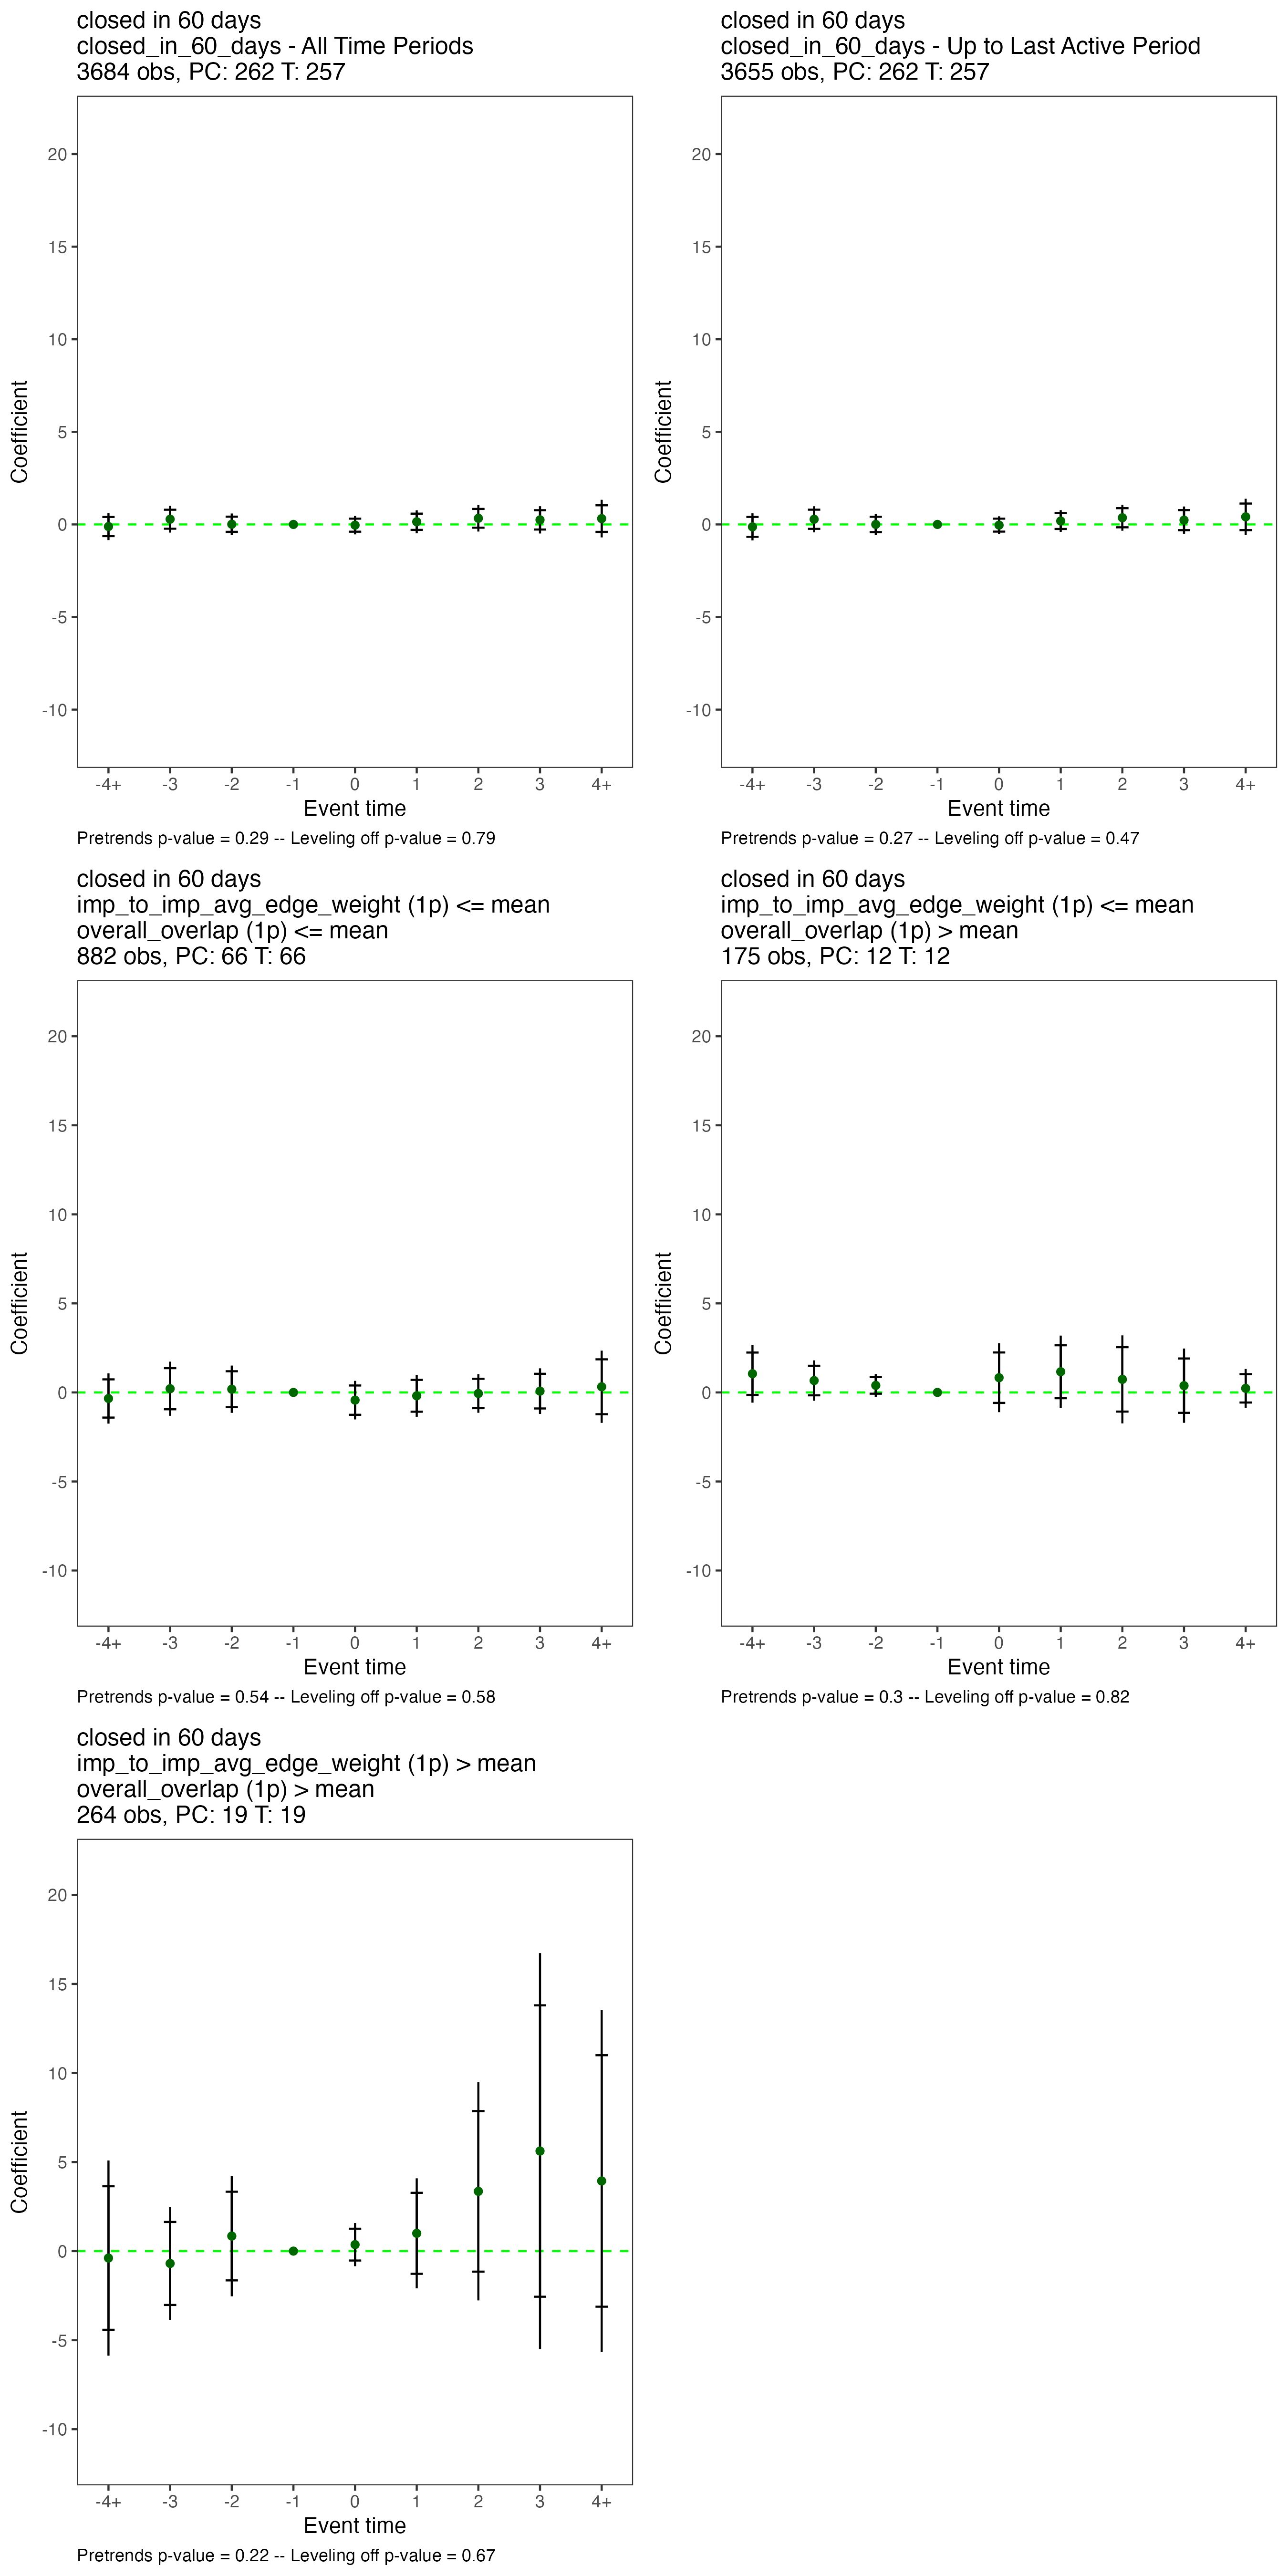 closed in 60 days
closed_in_60_days - All Time Periods
3684 obs, PC: 262 T: 257
20
15
10
5
0
-5
-10
Coefficient
-4+ -3 -2 -1 0 1 2 3 4+
Event time
Pretrends p-value = 0.29 -- Leveling off p-value = 0.79
closed in 60 days
closed_in_60_days - Up to Last Active Period
3655 obs, PC: 262 T: 257
20
15
10
5
0
-5
-10
Coefficient
-4+ -3 -2 -1 0 1 2 3 4+
Event time
Pretrends p-value = 0.27 -- Leveling off p-value = 0.47
closed in 60 days
imp_to_imp_avg_edge_weight (1p) <= mean
overall_overlap (1p) <= mean
882 obs, PC: 66 T: 66
20
15
10
5
0
-5
-10
Coefficient
-4+ -3 -2 -1 0 1 2 3 4+
Event time
Pretrends p-value = 0.54 -- Leveling off p-value = 0.58
closed in 60 days
imp_to_imp_avg_edge_weight (1p) <= mean
overall_overlap (1p) > mean
175 obs, PC: 12 T: 12
20
15
10
5
0
-5
-10
Coefficient
-4+ -3 -2 -1 0 1 2 3 4+
Event time
Pretrends p-value = 0.3 -- Leveling off p-value = 0.82
closed in 60 days
imp_to_imp_avg_edge_weight (1p) > mean
overall_overlap (1p) > mean
264 obs, PC: 19 T: 19
20
15
10
5
0
-5
-10
Coefficient
-4+ -3 -2 -1 0 1 2 3 4+
Event time
Pretrends p-value = 0.22 -- Leveling off p-value = 0.67